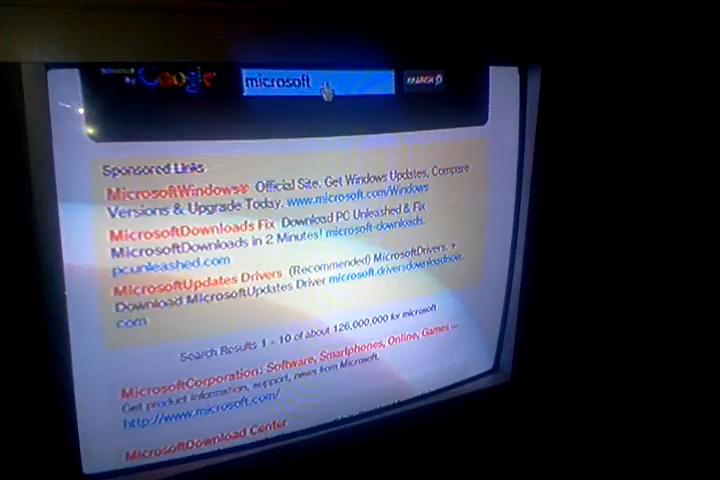 Google microsoft SEARCH
Sponsored Links
MicrosoftWindows® Official Site. Get Windows Updates, Compare
Versions & Upgrade Today. www.microsoft.com/Windows
MicrosoftDownloads Fix Download PC Unleashed & Fix
MicrosoftDownloads in 2 Minutes! microsoft-downloads.
pcunleashed.com
MicrosoftUpdates Drivers (Recommended) MicrosoftDrivers. +
Download MicrosoftUpdates Driver microsoft.driversdownloadnow.
com
Search Results 1 - 10 of about 126,000,000 for microsoft
MicrosoftCorporation: Software, Smartphones, Online, Games ...
Get product information, support, news from Microsoft.
http://www.microsoft.com/
MicrosoftDownload Center